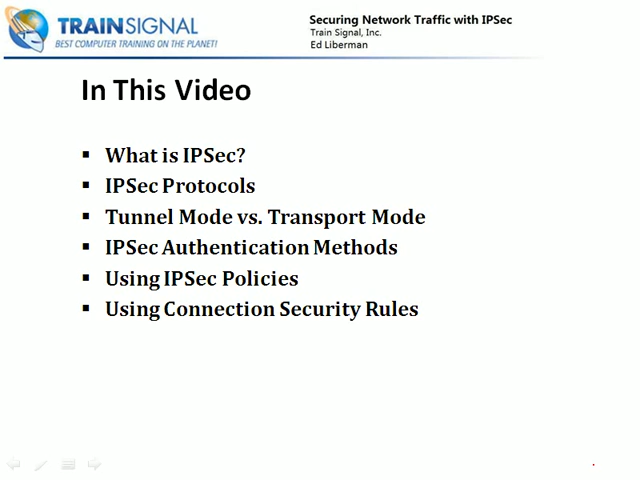 TRAINSIGNAL
BEST COMPUTER TRAINING ON THE PLANET!
Securing Network Traffic with IPSec
Train Signal, Inc.
Ed Liberman
In This Video
What is IPSec?
IPSec Protocols
Tunnel Mode vs. Transport Mode
IPSec Authentication Methods
Using IPSec Policies
Using Connection Security Rules